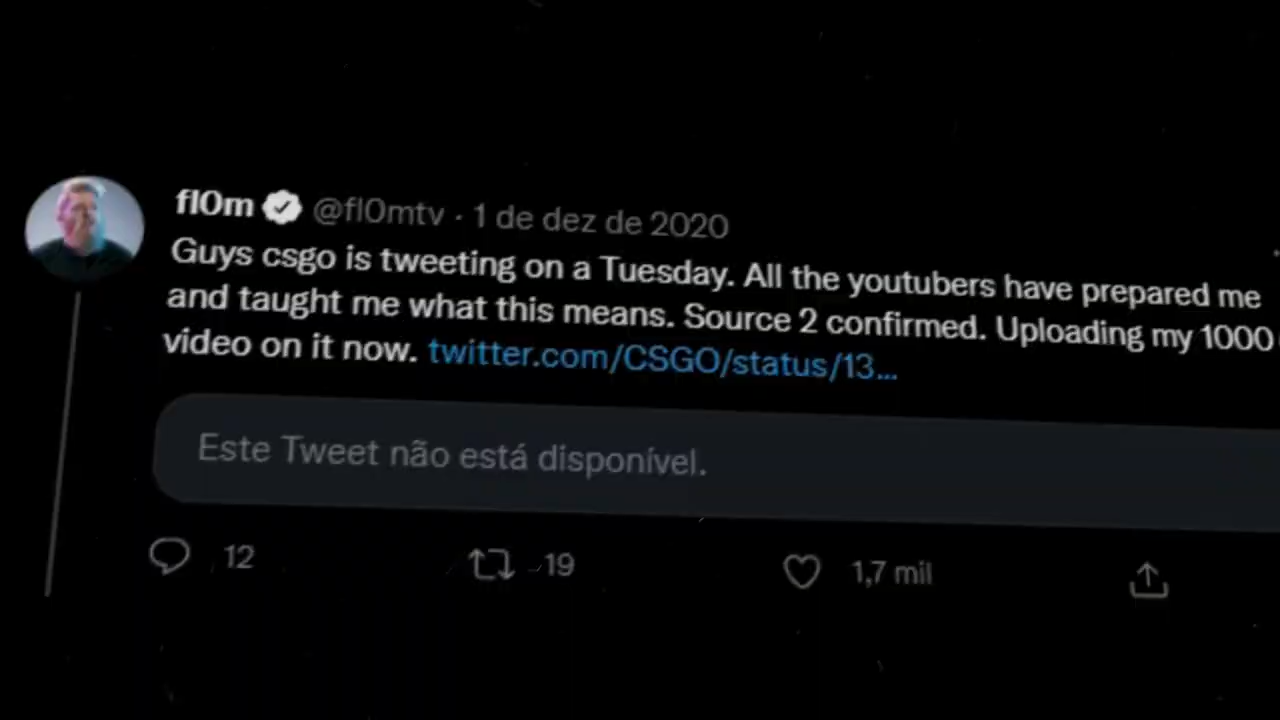 fl0m @fl0mtv · 1 de dez de 2020
Guys csgo is tweeting on a Tuesday. All the youtubers have prepared me
and taught me what this means. Source 2 confirmed. Uploading my 1000
video on it now. twitter.com/CSGO/status/13...
Este Tweet não está disponível.
12 19 1,7 mil